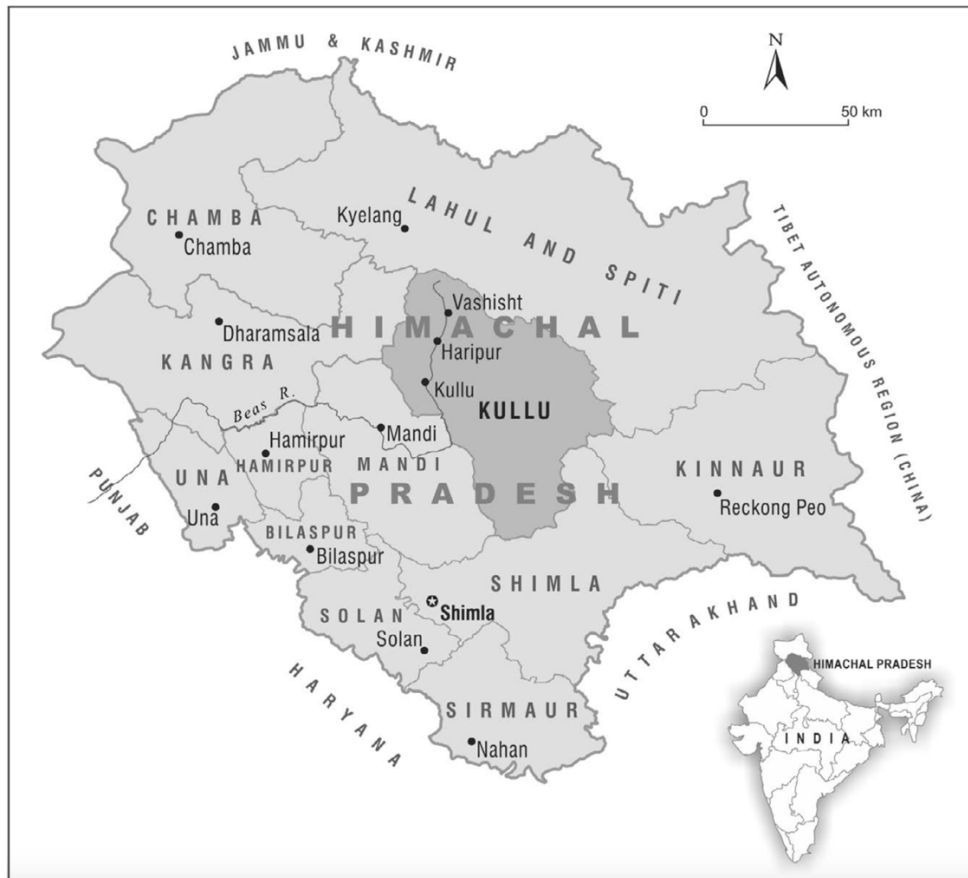 JAMMU & KASHMIR
N
0 50 km
CHAMBA
Chamba
Kyelang
LAHUL AND SPITI
TIBET AUTONOMOUS REGION (CHINA)
Vashisht
Dharamsala
HIMACHAL
Haripur
KANGRA
Kullu
KULLU
Beas R.
Mandi
Hamirpur
HAMIRPUR
MANDI
KINNAUR
UNA
PUNJAB
PRADESH
Reckong Peo
Una
BILASPUR
Bilaspur
SHIMLA
Shimla
SOLAN
Solan
UTTARAKHAND
HARYANA
SIRMAUR
Nahan
HIMACHAL PRADESH
INDIA